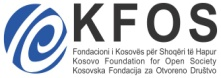 KFOS
Fondacioni i Kosovës për Shoqëri të Hapur
Kosovo Foundation for Open Society
Kosovska Fondacija za Otvoreno Društvo